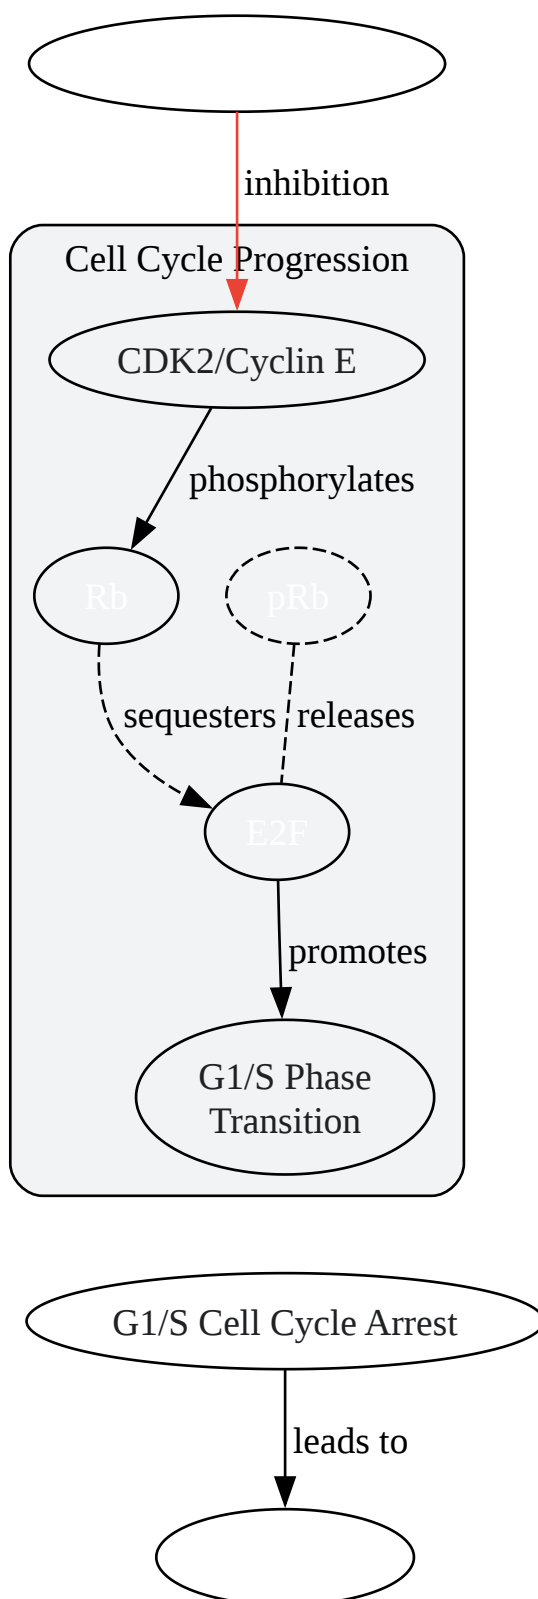 inhibition
Cell Cycle Progression
CDK2/Cyclin E
phosphorylates
Rb
pRb
sequesters
releases
E2F
promotes
G1/S Phase
Transition
G1/S Cell Cycle Arrest
leads to